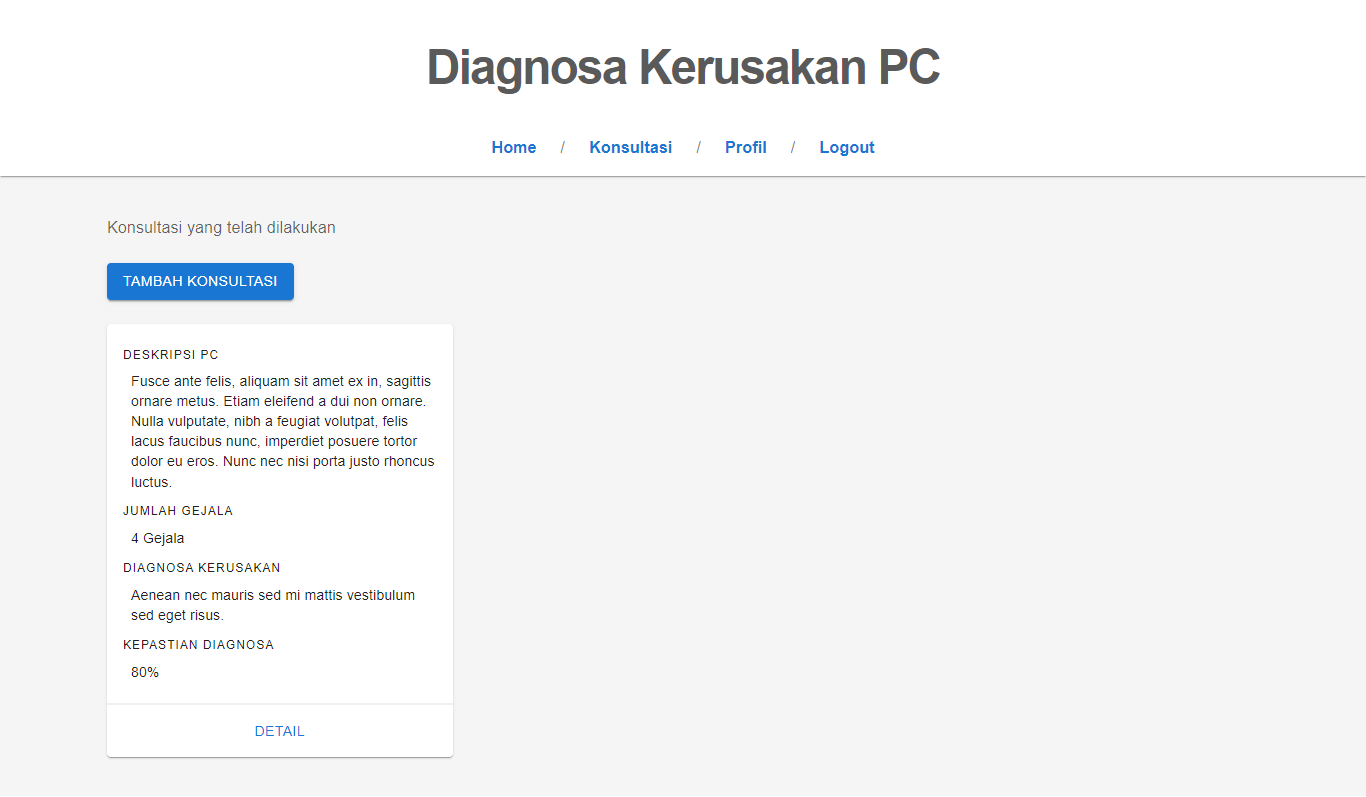 Diagnosa Kerusakan PC
Home / Konsultasi / Profil / Logout
Konsultasi yang telah dilakukan
TAMBAH KONSULTASI
DESKRIPSI PC
Fusce ante felis, aliquam sit amet ex in, sagittis
ornare metus. Etiam eleifend a dui non ornare.
Nulla vulputate, nibh a feugiat volutpat, felis
lacus faucibus nunc, imperdiet posuere tortor
dolor eu eros. Nunc nec nisi porta justo rhoncus
luctus.
JUMLAH GEJALA
4 Gejala
DIAGNOSA KERUSAKAN
Aenean nec mauris sed mi mattis vestibulum
sed eget risus.
KEPASTIAN DIAGNOSA
80%
DETAIL